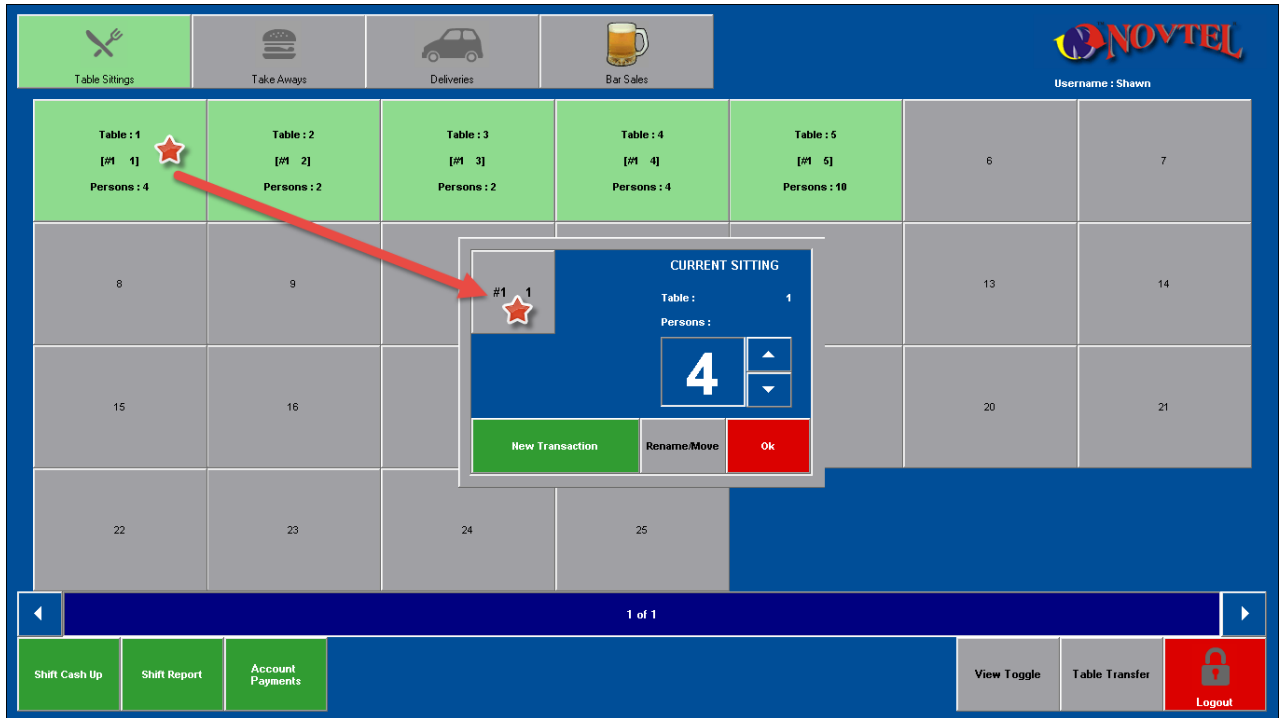 Table Sittings
Take Aways
Deliveries
Bar Sales
NOVTEL
Username : Shawn
Table : 1
[#1 1]
Persons : 4
Table : 2
[#1 2]
Persons : 2
Table : 3
[#1 3]
Persons : 2
Table : 4
[#1 4]
Persons : 4
Table : 5
[#1 5]
Persons : 10
6
7
8
9
13
14
#1 1
CURRENT SITTING
Table : 1
Persons :
4
New Transaction
Rename/Move
Ok
15
16
20
21
22
23
24
25
1 of 1
Shift Cash Up
Shift Report
Account
Payments
View Toggle
Table Transfer
Logout